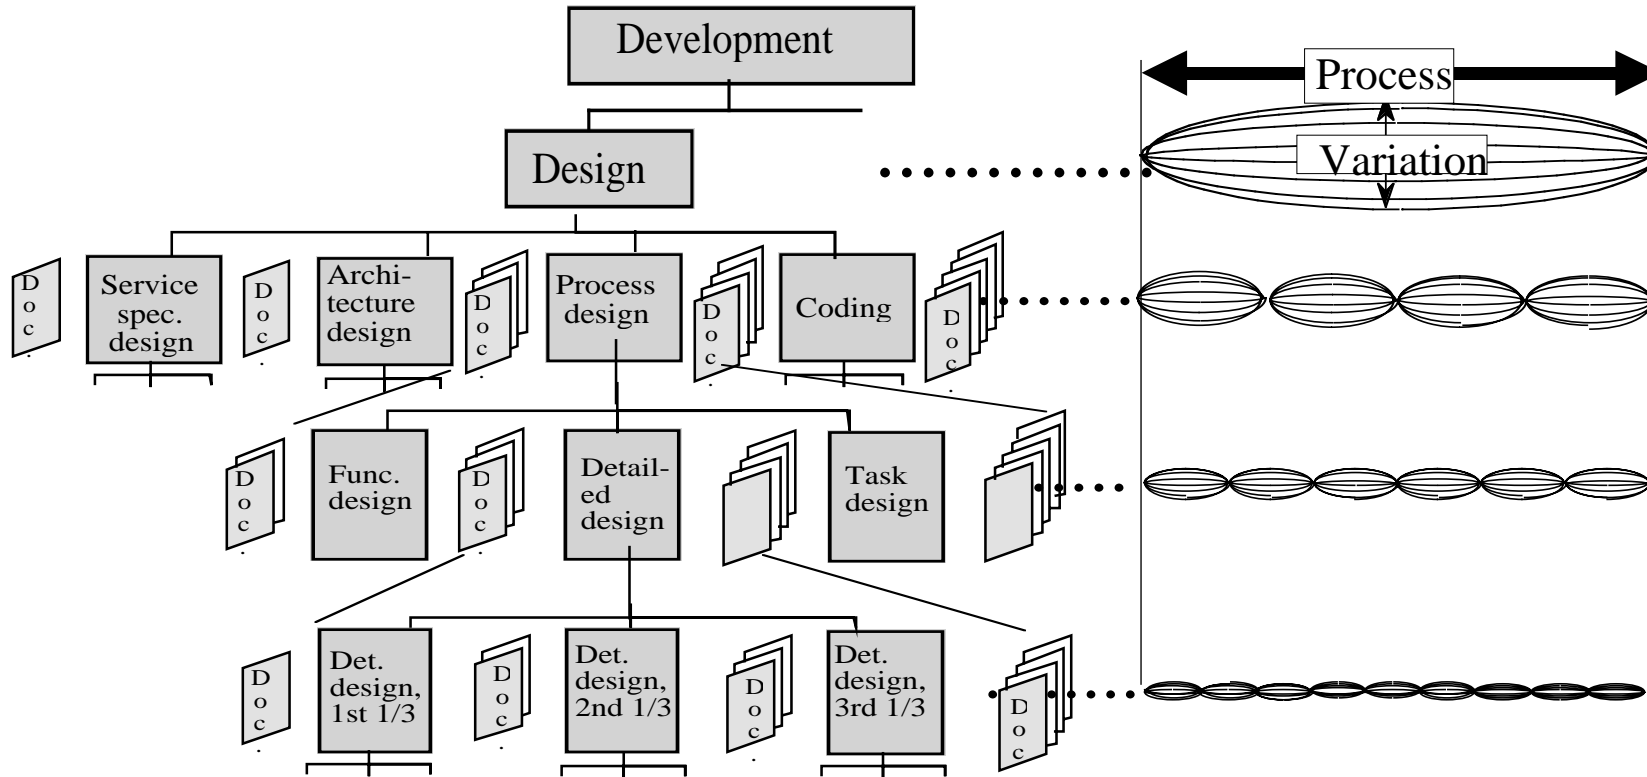 Development
Process
Variation
Design
D
o
c
.
Service
spec.
design
D
o
c
.
Archi-
tecture
design
D
o
c
.
Process
design
D
o
c
.
Coding
D
o
c
.
D
o
c
.
Func.
design
D
o
c
.
Detail-
ed
design
Task
design
D
o
c
.
Det.
design,
1st 1/3
D
o
c
.
Det.
design,
2nd 1/3
D
o
c
.
Det.
design,
3rd 1/3
D
o
c
.